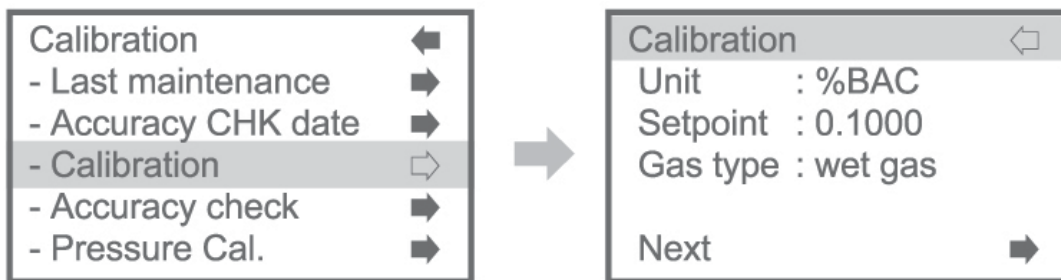 Calibration
- Last maintenance
- Accuracy CHK date
- Calibration
- Accuracy check
- Pressure Cal.
Calibration
Unit : %BAC
Setpoint : 0.1000
Gas type : wet gas
Next